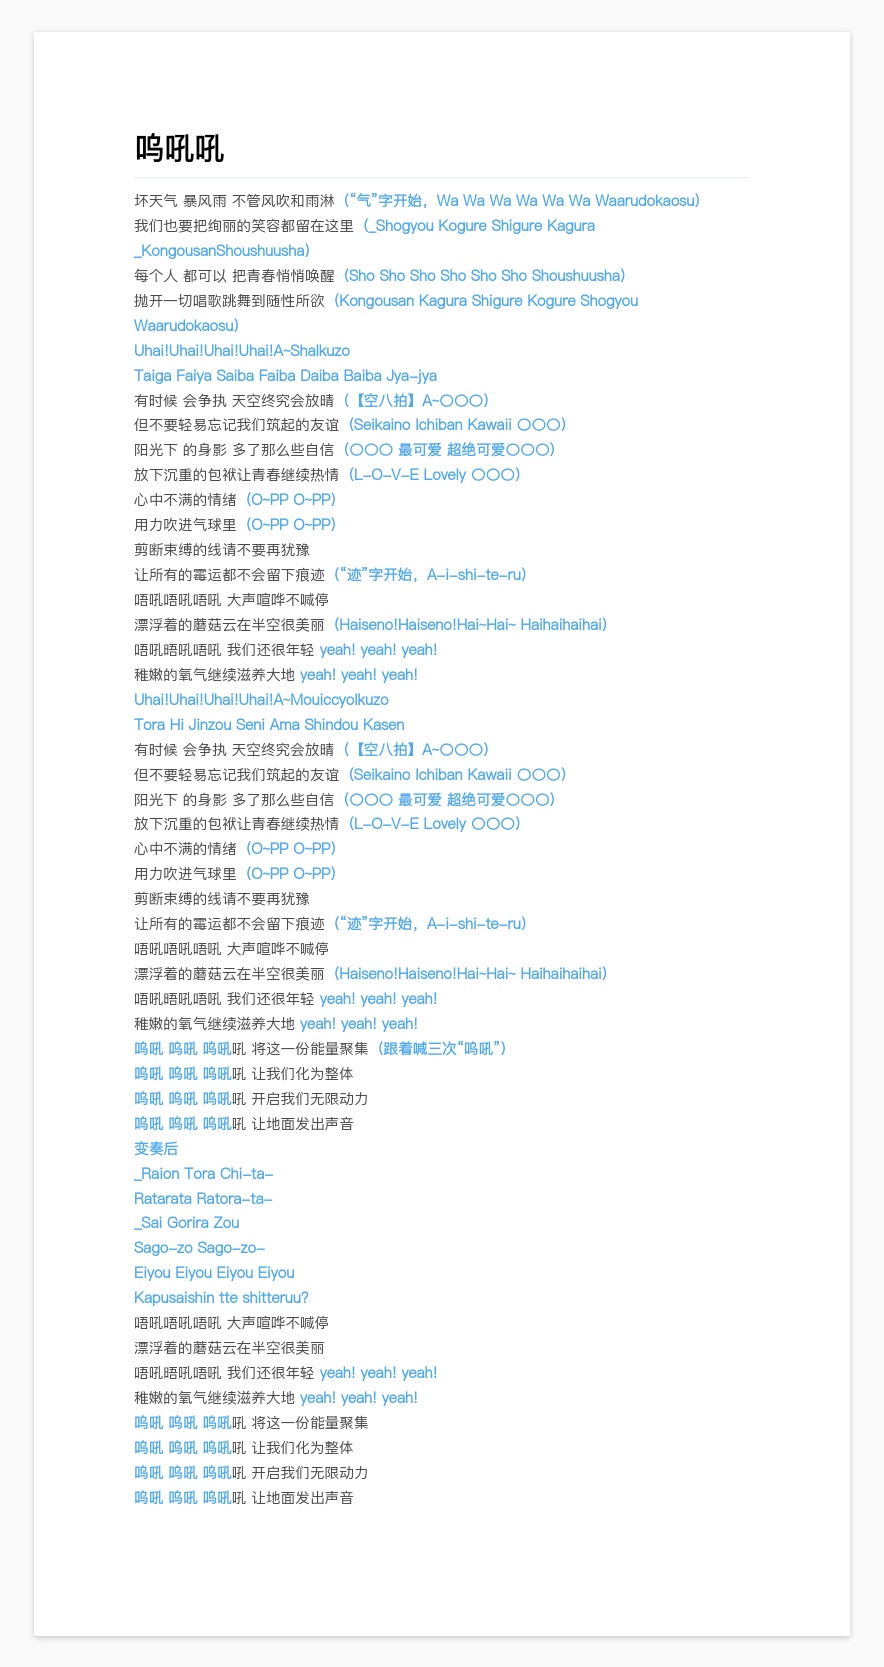 呜吼吼
坏天气 暴风雨 不管风吹和雨淋（“气”字开始，Wa Wa Wa Wa Wa Wa Waarudokaosu）
我们也要把绚丽的笑容都留在这里（_Shogyou Kogure Shigure Kagura
_KongousanShoushuusha）
每个人 都可以 把青春悄悄唤醒（Sho Sho Sho Sho Sho Sho Shoushuusha）
抛开一切唱歌跳舞到随性所欲（Kongousan Kagura Shigure Kogure Shogyou
Waarudokaosu）
Uhai!Uhai!Uhai!Uhai!A~Shalkuzo
Taiga Faiya Saiba Faiba Daiba Baiba Jya-jya
有时候 会争执 天空终究会放晴（【空八拍】A~〇〇〇）
但不要轻易忘记我们筑起的友谊（Seikaino Ichiban Kawaii 〇〇〇）
阳光下 的身影 多了那么些自信（〇〇〇 最可爱 超绝可爱〇〇〇）
放下沉重的包袱让青春继续热情（L-O-V-E Lovely 〇〇〇）
心中不满的情绪（O~PP O~PP）
用力吹进气球里（O~PP O~PP）
剪断束缚的线请不要再犹豫
让所有的霉运都不会留下痕迹（“迹”字开始，A-i-shi-te-ru）
唔吼唔吼唔吼 大声喧哗不喊停
漂浮着的蘑菇云在半空很美丽（Haiseno!Haiseno!Hai~Hai~ Haihaihaihai）
唔吼唔吼唔吼 我们还很年轻 yeah! yeah! yeah!
稚嫩的氧气继续滋养大地 yeah! yeah! yeah!
Uhai!Uhai!Uhai!Uhai!A~Mouiccyolkuzo
Tora Hi Jinzou Seni Ama Shindou Kasen
有时候 会争执 天空终究会放晴（【空八拍】A~〇〇〇）
但不要轻易忘记我们筑起的友谊（Seikaino Ichiban Kawaii 〇〇〇）
阳光下 的身影 多了那么些自信（〇〇〇 最可爱 超绝可爱〇〇〇）
放下沉重的包袱让青春继续热情（L-O-V-E Lovely 〇〇〇）
心中不满的情绪（O~PP O~PP）
用力吹进气球里（O~PP O~PP）
剪断束缚的线请不要再犹豫
让所有的霉运都不会留下痕迹（“迹”字开始，A-i-shi-te-ru）
唔吼唔吼唔吼 大声喧哗不喊停
漂浮着的蘑菇云在半空很美丽（Haiseno!Haiseno!Hai~Hai~ Haihaihaihai）
唔吼唔吼唔吼 我们还很年轻 yeah! yeah! yeah!
稚嫩的氧气继续滋养大地 yeah! yeah! yeah!
呜吼 呜吼 呜吼吼 将这一份能量聚集（跟着喊三次“呜吼”）
呜吼 呜吼 呜吼吼 让我们化为整体
呜吼 呜吼 呜吼吼 开启我们无限动力
呜吼 呜吼 呜吼吼 让地面发出声音
变奏后
_Raion Tora Chi-ta-
Ratarata Ratora-ta-
_Sai Gorira Zou
Sago-zo Sago-zo-
Eiyou Eiyou Eiyou Eiyou
Kapusaishin tte shitteruu?
唔吼唔吼唔吼 大声喧哗不喊停
漂浮着的蘑菇云在半空很美丽
唔吼唔吼唔吼 我们还很年轻 yeah! yeah! yeah!
稚嫩的氧气继续滋养大地 yeah! yeah! yeah!
呜吼 呜吼 呜吼吼 将这一份能量聚集
呜吼 呜吼 呜吼吼 让我们化为整体
呜吼 呜吼 呜吼吼 开启我们无限动力
呜吼 呜吼 呜吼吼 让地面发出声音